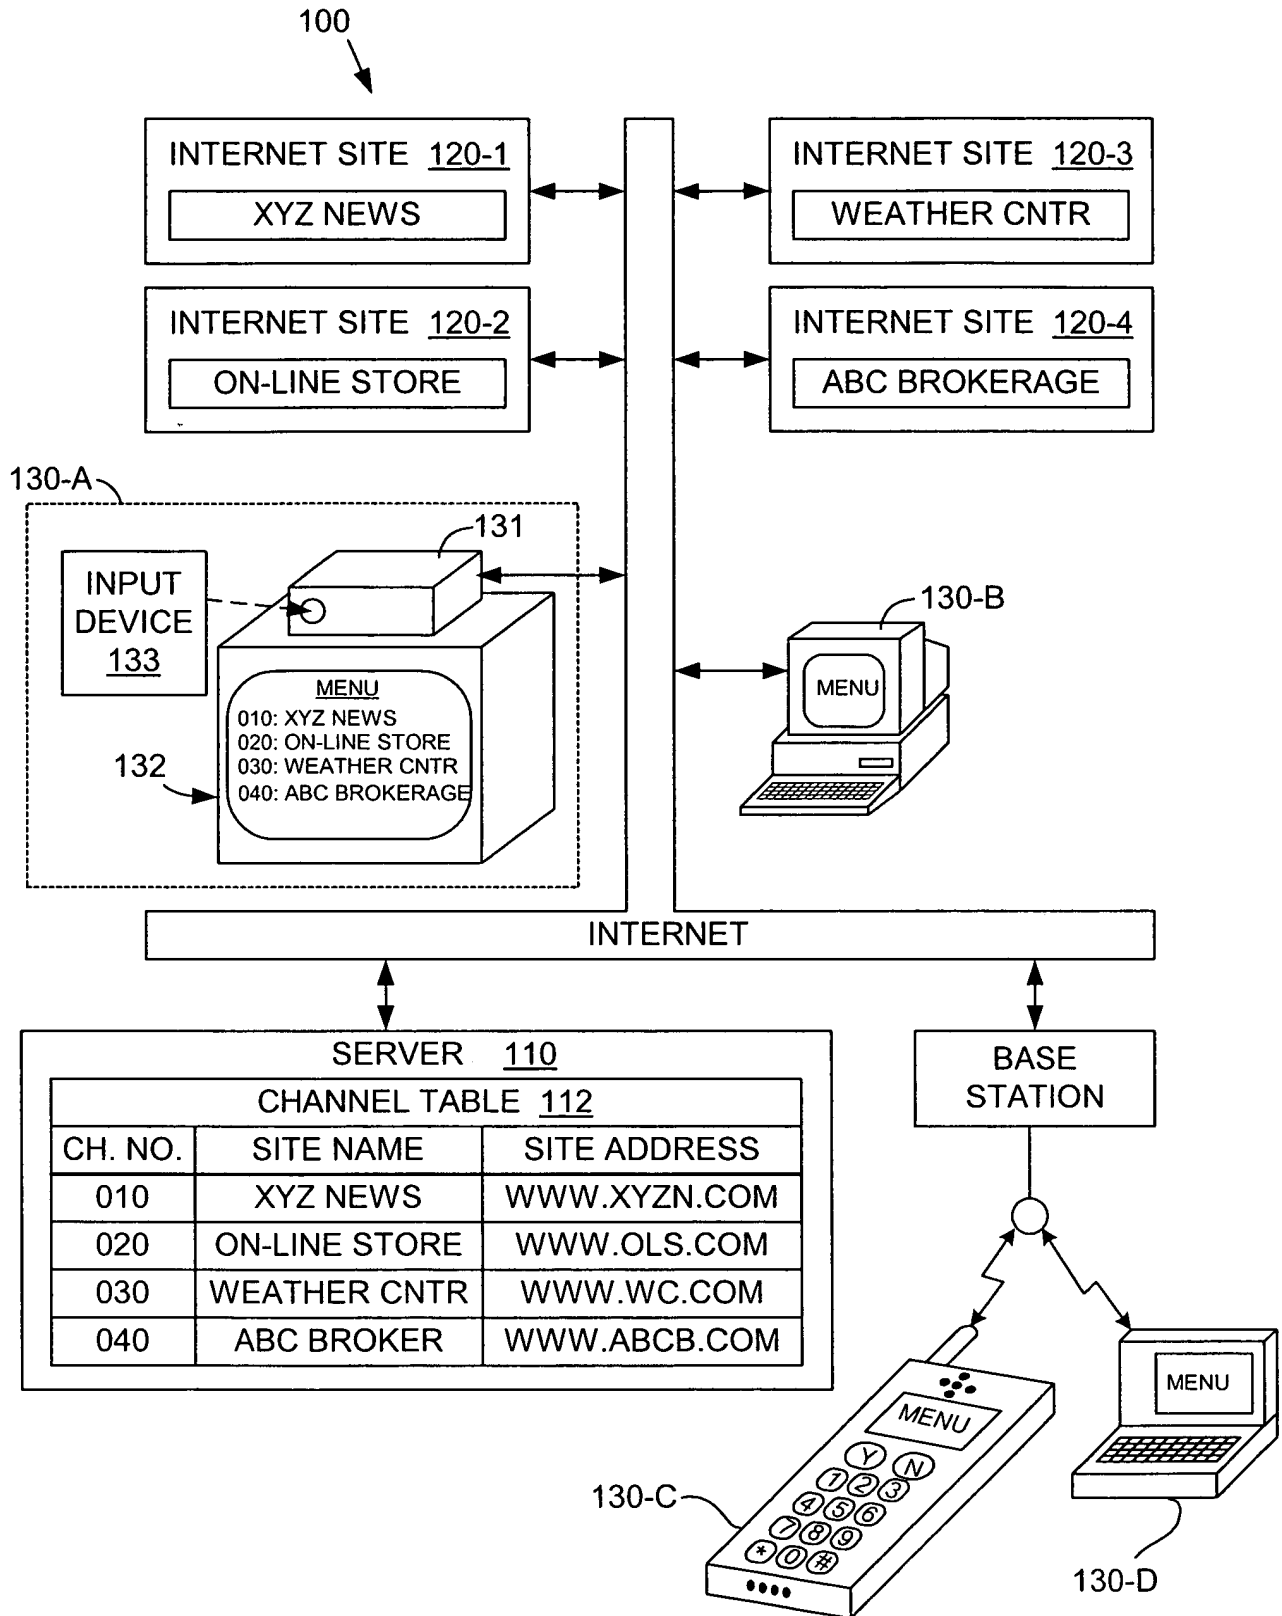 100
INTERNET SITE 120-1
XYZ NEWS
INTERNET SITE 120-3
WEATHER CNTR
INTERNET SITE 120-2
ON-LINE STORE
INTERNET SITE 120-4
ABC BROKERAGE
130-A
131
INPUT
DEVICE
133
MENU
010: XYZ NEWS
020: ON-LINE STORE
030: WEATHER CNTR
040: ABC BROKERAGE
132
130-B
MENU
INTERNET
SERVER 110
CHANNEL TABLE 112
CH. NO. SITE NAME SITE ADDRESS
010 XYZ NEWS WWW.XYZN.COM
020 ON-LINE STORE WWW.OLS.COM
030 WEATHER CNTR WWW.WC.COM
040 ABC BROKER WWW.ABCB.COM
BASE
STATION
MENU
Y N
1 2 3
4 5 6
7 8 9
* 0 #
130-C
MENU
130-D